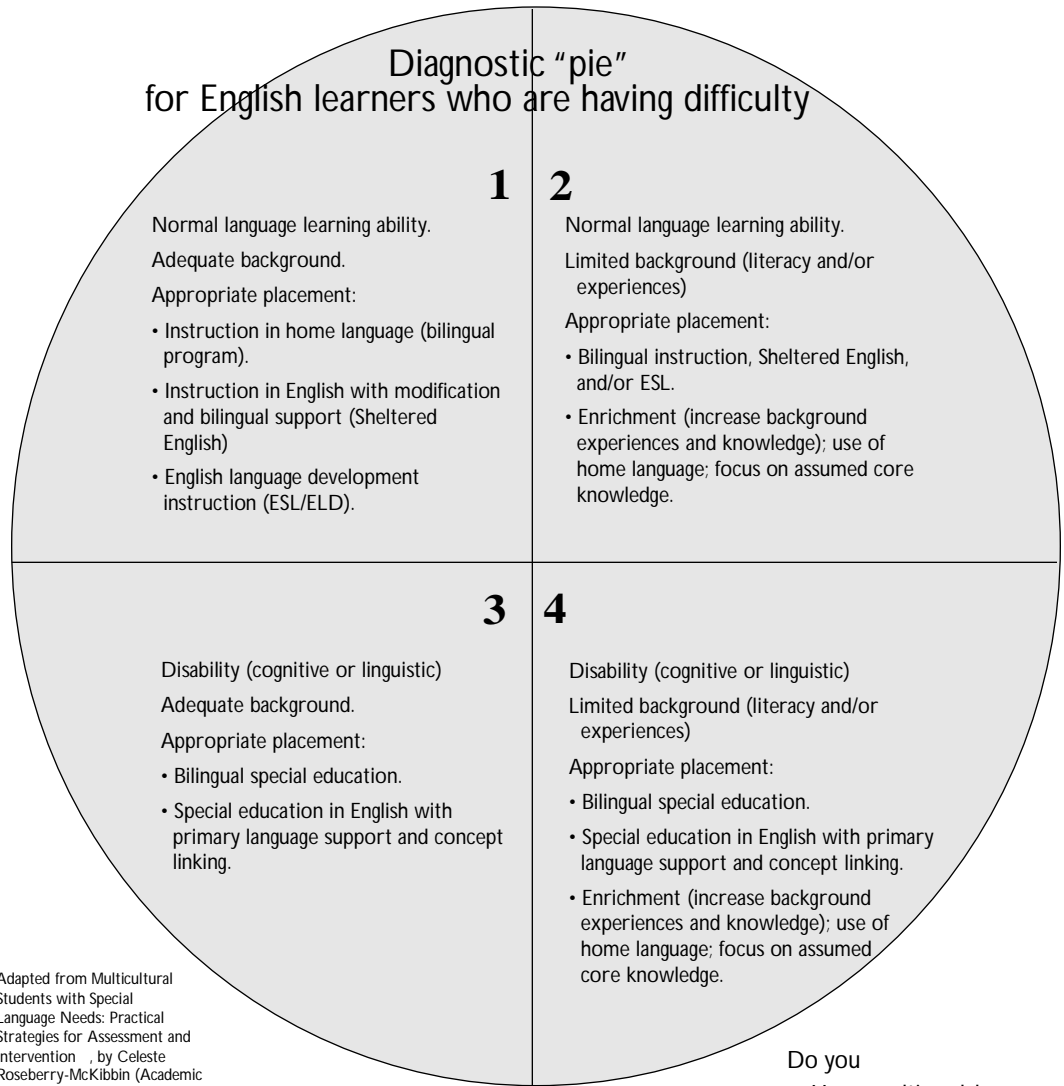 Diagnostic “pie”
for English learners who are having difficulty
1
Normal language learning ability.
Adequate background.
Appropriate placement:
• Instruction in home language (bilingual
program).
• Instruction in English with modification
and bilingual support (Sheltered
English)
• English language development
instruction (ESL/ELD).
2
Normal language learning ability.
Limited background (literacy and/or
experiences)
Appropriate placement:
• Bilingual instruction, Sheltered English,
and/or ESL.
• Enrichment (increase background
experiences and knowledge); use of
home language; focus on assumed core
knowledge.
3
Disability (cognitive or linguistic)
Adequate background.
Appropriate placement:
• Bilingual special education.
• Special education in English with
primary language support and concept
linking.
4
Disability (cognitive or linguistic)
Limited background (literacy and/or
experiences)
Appropriate placement:
• Bilingual special education.
• Special education in English with primary
language support and concept linking.
• Enrichment (increase background
experiences and knowledge); use of
home language; focus on assumed
core knowledge.
Adapted from Multicultural
Students with Special
Language Needs: Practical
Strategies for Assessment and
Intervention , by Celeste
Roseberry-McKibbin (Academic
Do you